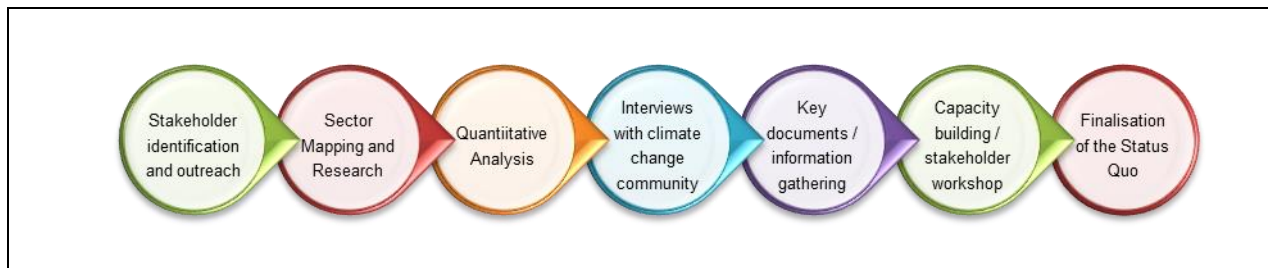 Stakeholder
identification
and outreach
Sector
Mapping and
Research
Quantiitative
Analysis
Interviews
with climate
change
community
Key
documents /
information
gathering
Capacity
building /
stakeholder
workshop
Finalisation
of the Status
Quo